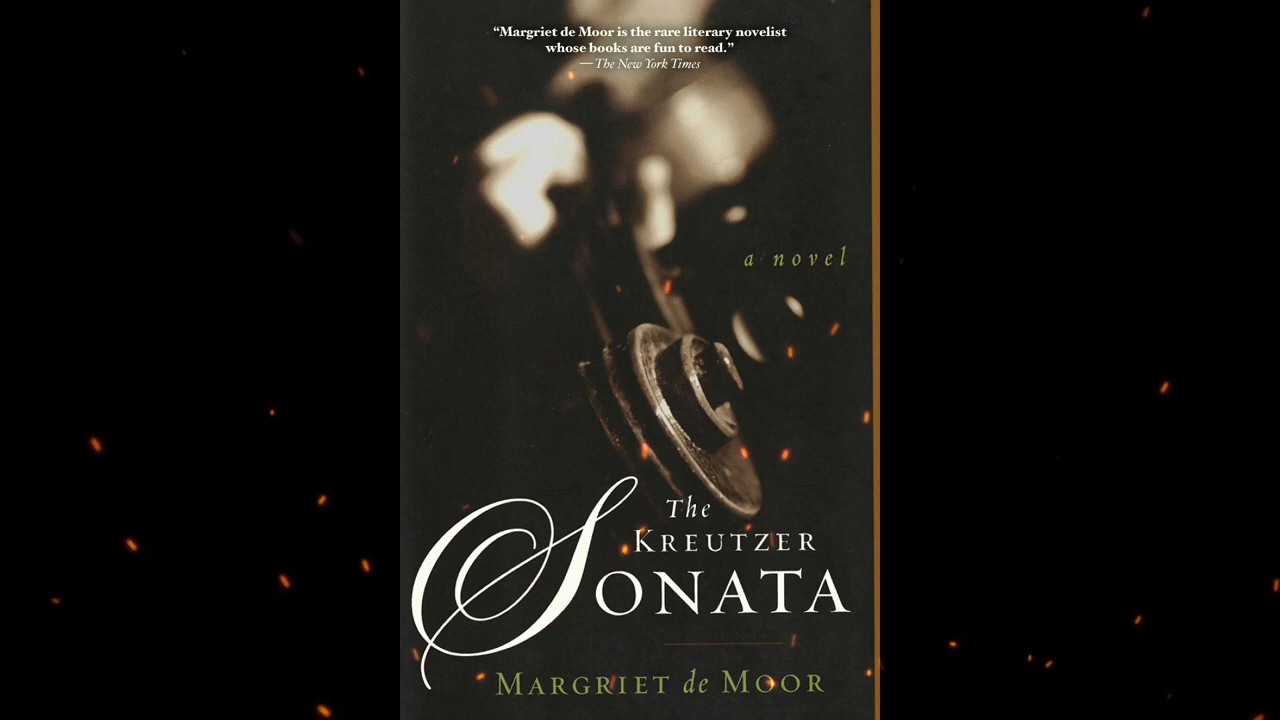 “Margriet de Moor is the rare literary novelist
whose books are fun to read.”
—The New York Times
a novel
The
KREUTZER
SONATA
MARGRIET de MOOR